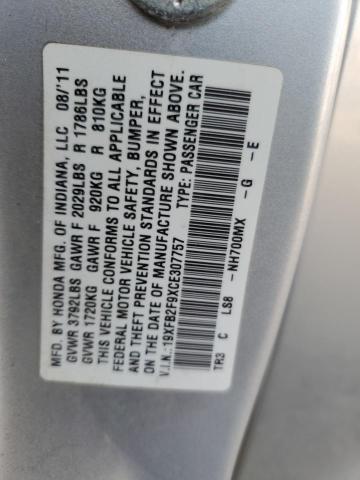 MFD. BY HONDA MFG. OF INDIANA, LLC 08/'11
GVWR 3792LBS GAWR F 2029LBS R 1786LBS
GVWR 1720KG GAWR F 920KG R 810KG
THIS VEHICLE CONFORMS TO ALL APPLICABLE
FEDERAL MOTOR VEHICLE SAFETY, BUMPER,
AND THEFT PREVENTION STANDARDS IN EFFECT
ON THE DATE OF MANUFACTURE SHOWN ABOVE.
V.I.N.:19XFB2F9XCE307757 TYPE: PASSENGER CAR
TR3 C LS8 -NH700MX -G -E